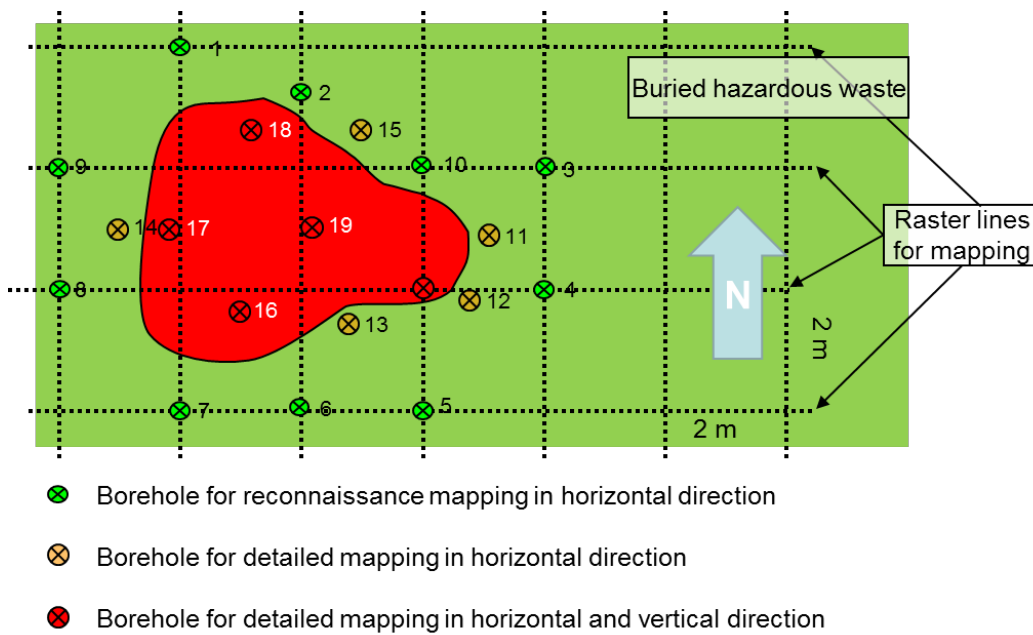 1
2
Buried hazardous waste
18
15
9
10
3
14
17
19
11
Raster lines
for mapping
8
16
13
12
4
N
2 m
7
6
5
2 m
Borehole for reconnaissance mapping in horizontal direction
Borehole for detailed mapping in horizontal direction
Borehole for detailed mapping in horizontal and vertical direction